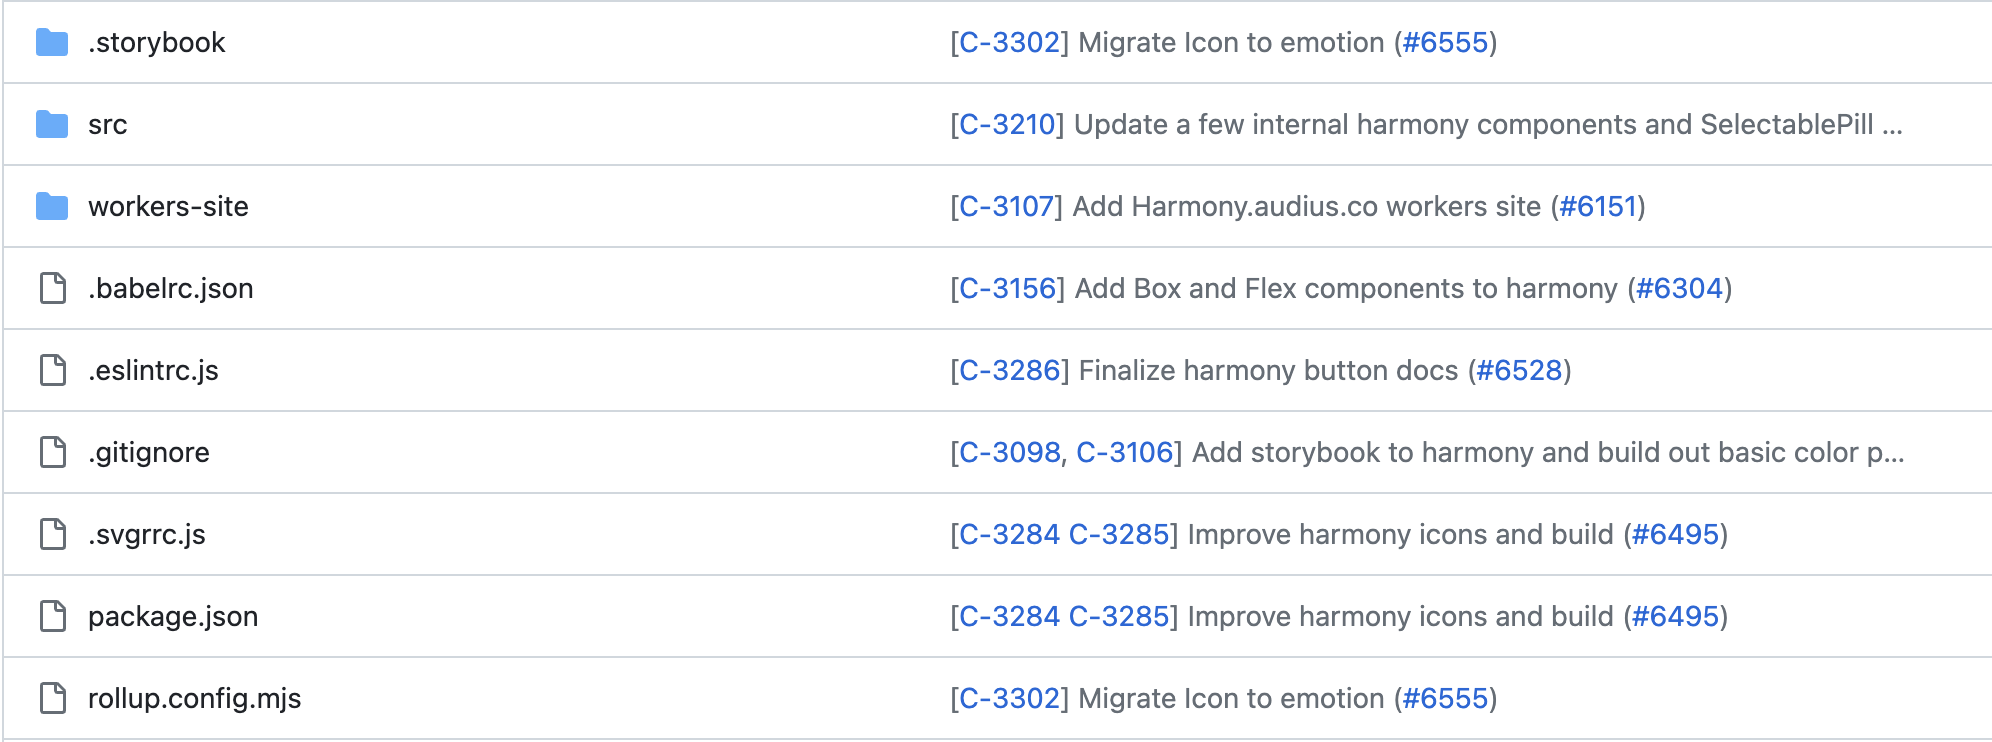 .storybook [C-3302] Migrate Icon to emotion (#6555)
src [C-3210] Update a few internal harmony components and SelectablePill ...
workers-site [C-3107] Add Harmony.audius.co workers site (#6151)
.babelrc.json [C-3156] Add Box and Flex components to harmony (#6304)
.eslintrc.js [C-3286] Finalize harmony button docs (#6528)
.gitignore [C-3098, C-3106] Add storybook to harmony and build out basic color p...
.svgrrc.js [C-3284 C-3285] Improve harmony icons and build (#6495)
package.json [C-3284 C-3285] Improve harmony icons and build (#6495)
rollup.config.mjs [C-3302] Migrate Icon to emotion (#6555)